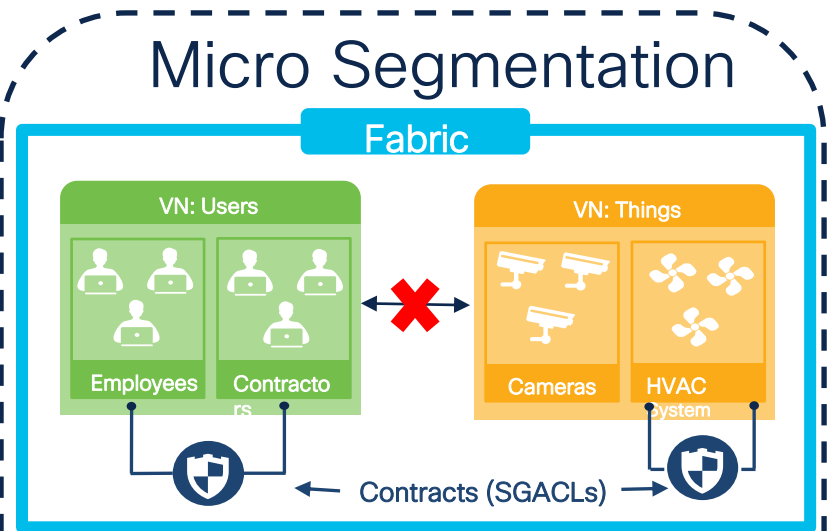 Micro Segmentation
Fabric
VN: Users
VN: Things
Employees
Contracto
rs
Cameras
HVAC
System
Contracts (SGACLs)